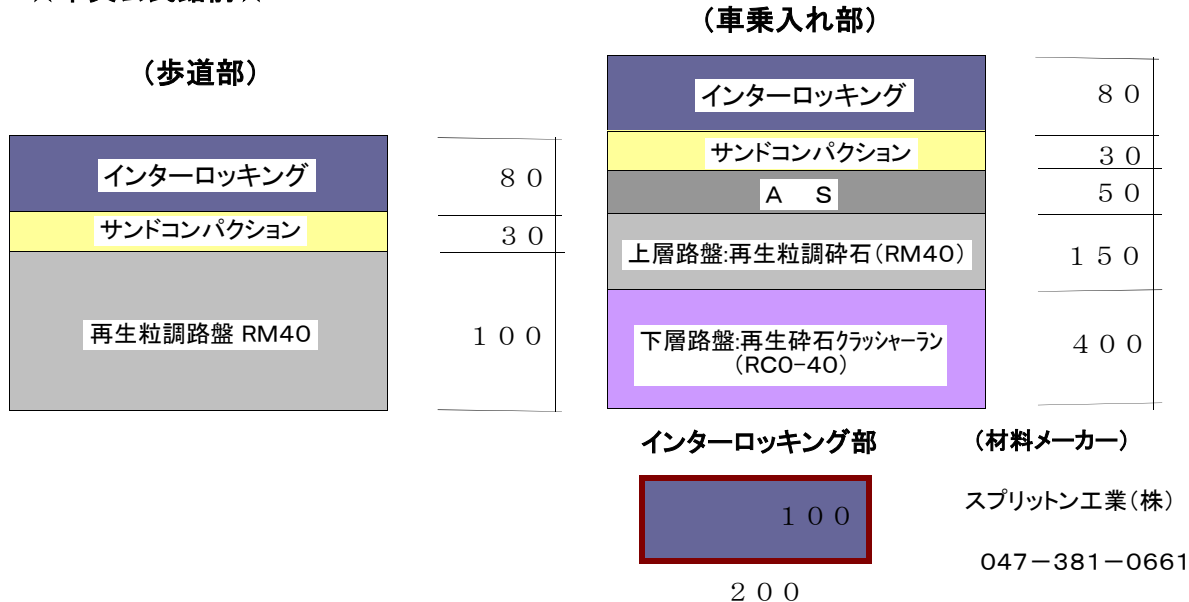 （車乗入れ部）
（歩道部）
インターロッキング
８０
サンドコンパクション
３０
再生粒調路盤 RM40
１００
インターロッキング
８０
サンドコンパクション
３０
Ａ　Ｓ
５０
上層路盤:再生粒調砕石（RM40）
１５０
下層路盤:再生砕石クラッシャーラン
（RC0-40）
４００
インターロッキング部
１００
２００
（材料メーカー）
スプリットン工業（株）
047－381－0661